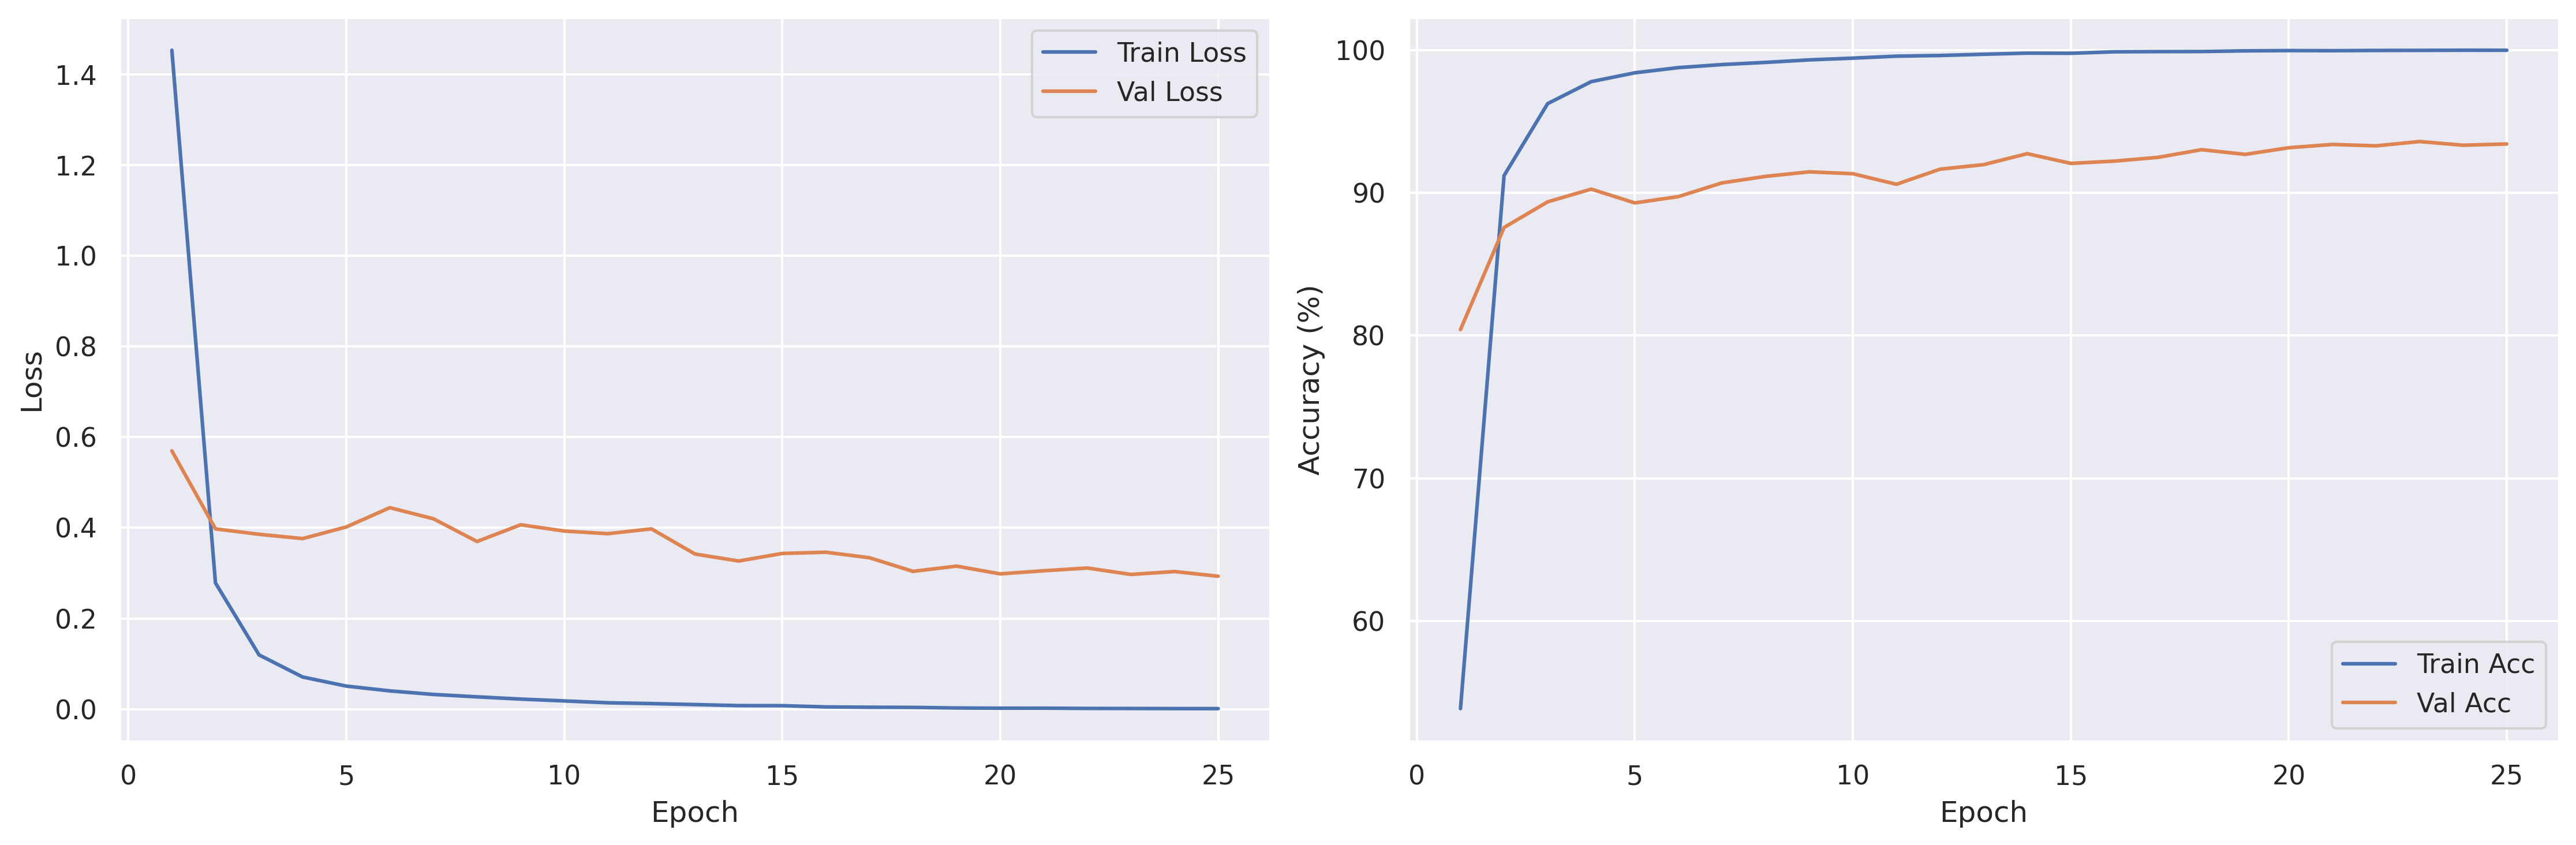 Loss
1.4
1.2
1.0
0.8
0.6
0.4
0.2
0.0
0 5 10 15 20 25
Epoch
Train Loss
Val Loss
Accuracy (%)
100
90
80
70
60
0 5 10 15 20 25
Epoch
Train Acc
Val Acc